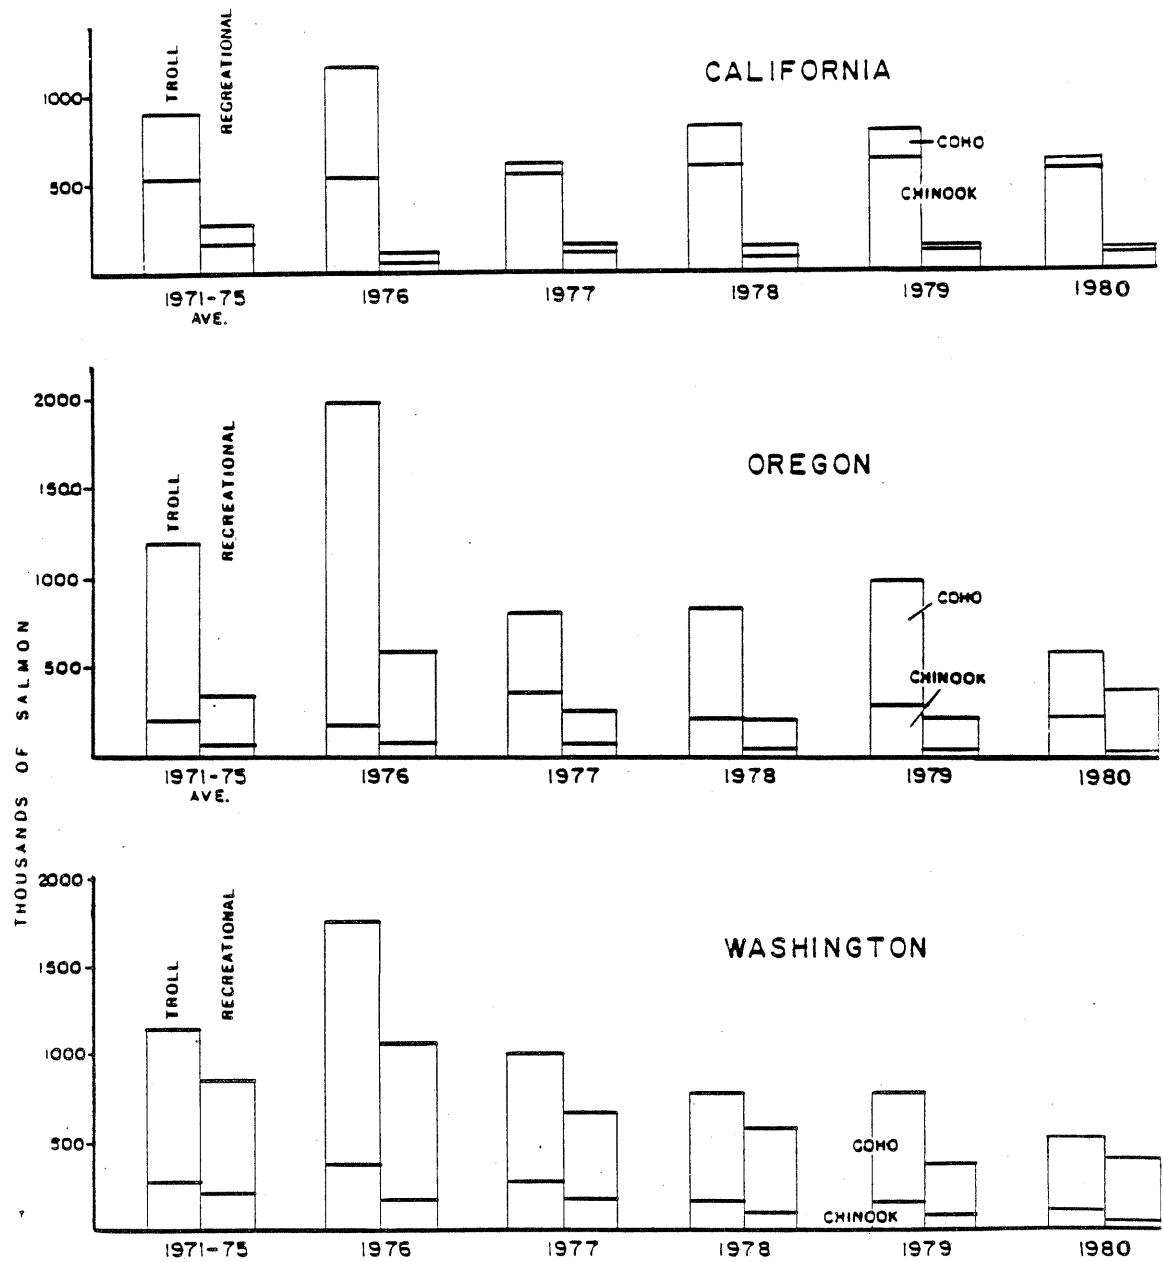 THOUSANDS OF SALMON
CALIFORNIA
TROLL
RECREATIONAL
1000
500
COHO
CHINOOK
1971-75 1976 1977 1978 1979 1980
AVE.
OREGON
TROLL
RECREATIONAL
2000
1500
1000
500
COHO
CHINOOK
1971-75 1976 1977 1978 1979 1980
AVE.
WASHINGTON
TROLL
RECREATIONAL
2000
1500
1000
500
COHO
CHINOOK
1971-75 1976 1977 1978 1979 1980